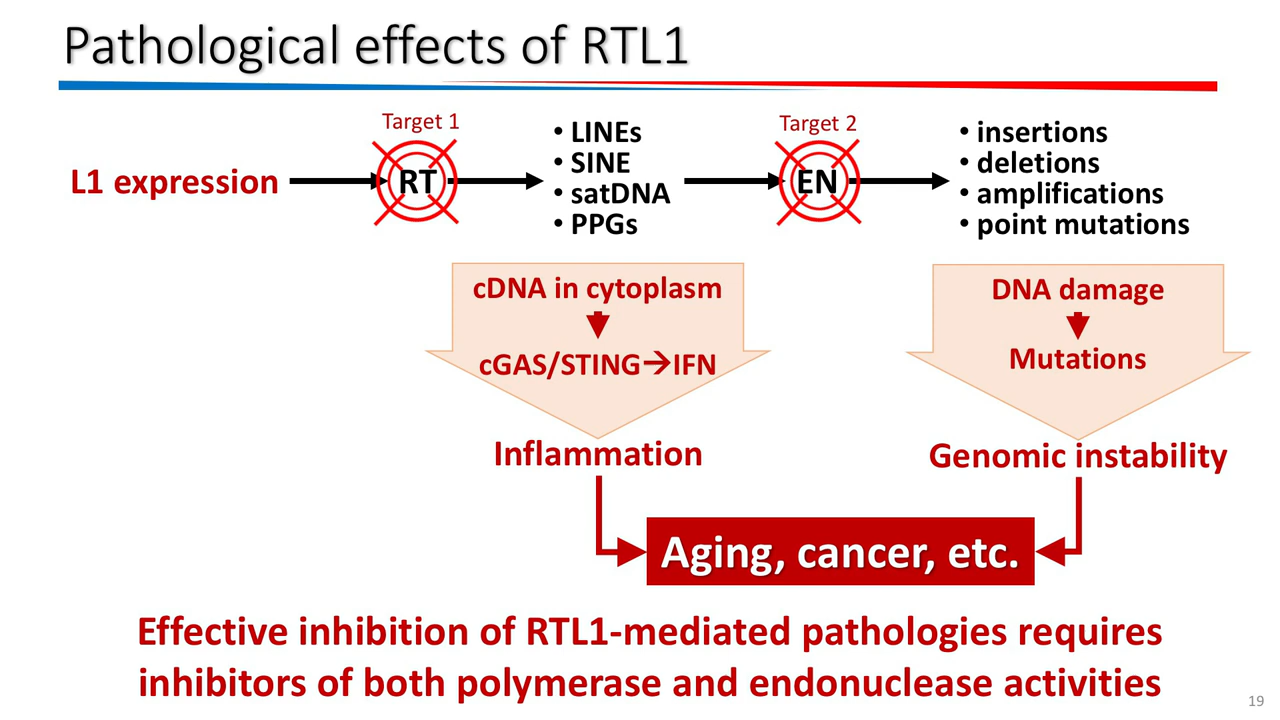 Pathological effects of RTL1
Target 1
Target 2
L1 expression
RT
• LINEs
• SINE
• satDNA
• PPGs
EN
• insertions
• deletions
• amplifications
• point mutations
cDNA in cytoplasm
cGAS/STING→IFN
DNA damage
Mutations
Inflammation
Genomic instability
Aging, cancer, etc.
Effective inhibition of RTL1-mediated pathologies requires
inhibitors of both polymerase and endonuclease activities
19